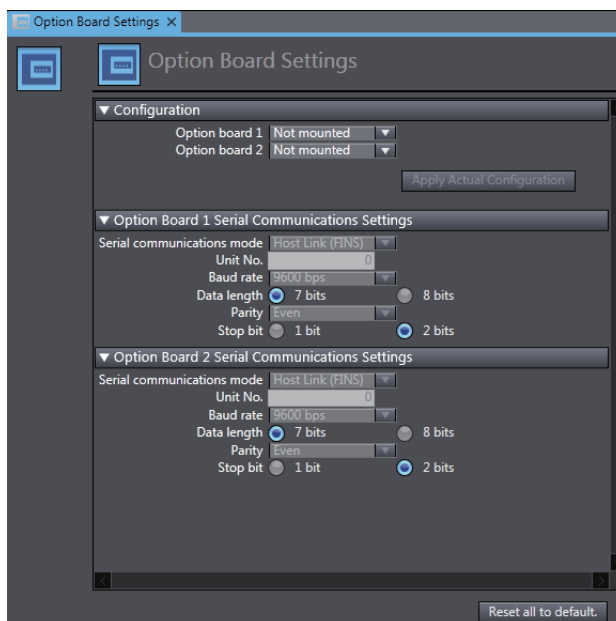 Option Board Settings ×
Option Board Settings
▼ Configuration
Option board 1 Not mounted ▼
Option board 2 Not mounted ▼
Apply Actual Configuration
▼ Option Board 1 Serial Communications Settings
Serial communications mode Host Link (FINS) ▼
Unit No. 0
Baud rate 9600 bps ▼
Data length 7 bits 8 bits
Parity Even ▼
Stop bit 1 bit 2 bits
▼ Option Board 2 Serial Communications Settings
Serial communications mode Host Link (FINS) ▼
Unit No. 0
Baud rate 9600 bps ▼
Data length 7 bits 8 bits
Parity Even ▼
Stop bit 1 bit 2 bits
Reset all to default.